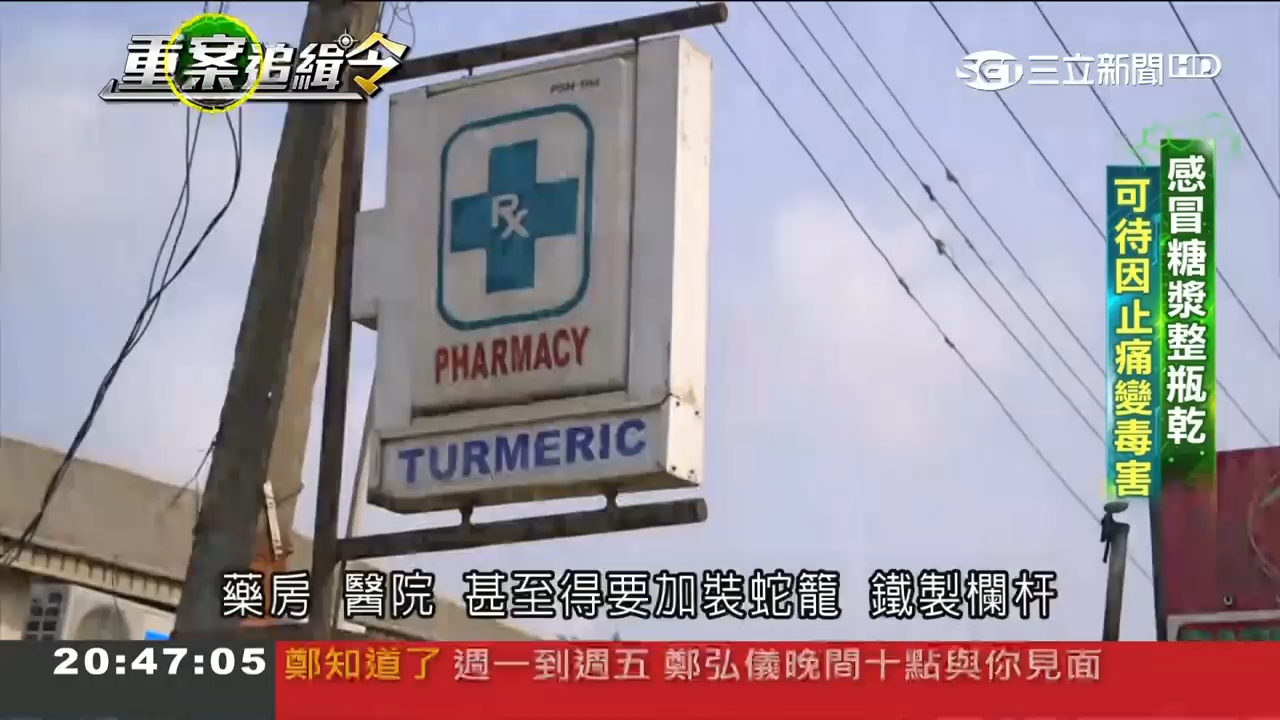 重案追緝令
SET三立新聞HD
PSN-
Rx
PHARMACY
TURMERIC
感冒糖漿整瓶乾
可待因止痛變毒害
藥房 醫院 甚至得要加裝蛇籠 鐵製欄杆
20:47:05
鄭知道了 週一到週五 鄭弘儀晚間十點與你見面